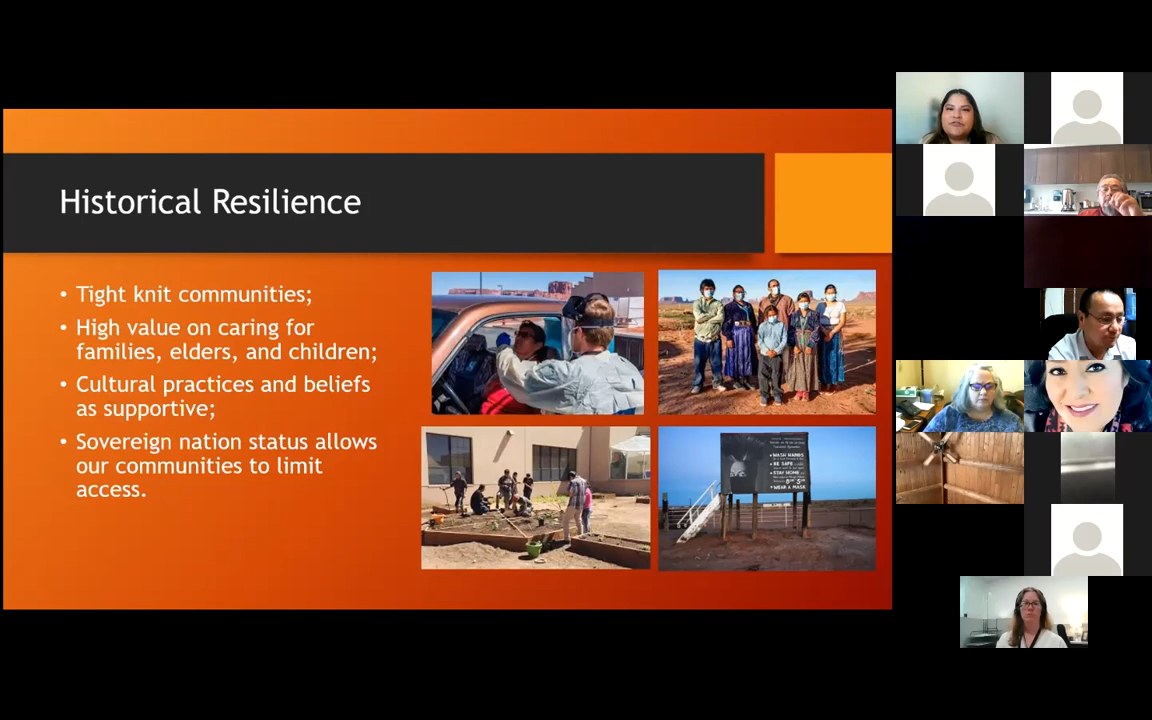 Historical Resilience
• Tight knit communities;
• High value on caring for
families, elders, and children;
• Cultural practices and beliefs
as supportive;
• Sovereign nation status allows
our communities to limit
access.
• WASH HANDS
• BE SAFE
• STAY HOME
• WEAR A MASK